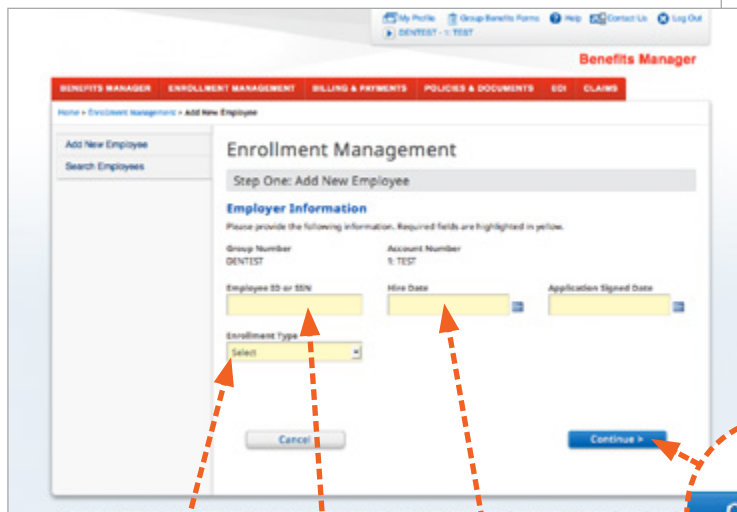 My Profile Group Benefits Forms Help Contact Us Log Out
DENTEST - 1: TEST
Benefits Manager
BENEFITS MANAGER ENROLLMENT MANAGEMENT BILLING & PAYMENTS POLICIES & DOCUMENTS EOI CLAIMS
Home > Enrollment Management > Add New Employee
Add New Employee
Search Employees
Enrollment Management
Step One: Add New Employee
Employer Information
Please provide the following information. Required fields are highlighted in yellow.
Group Number Account Number
DENTEST 1: TEST
Employee ID or SSN Hire Date Application Signed Date
Enrollment Type
Select
Cancel Continue >